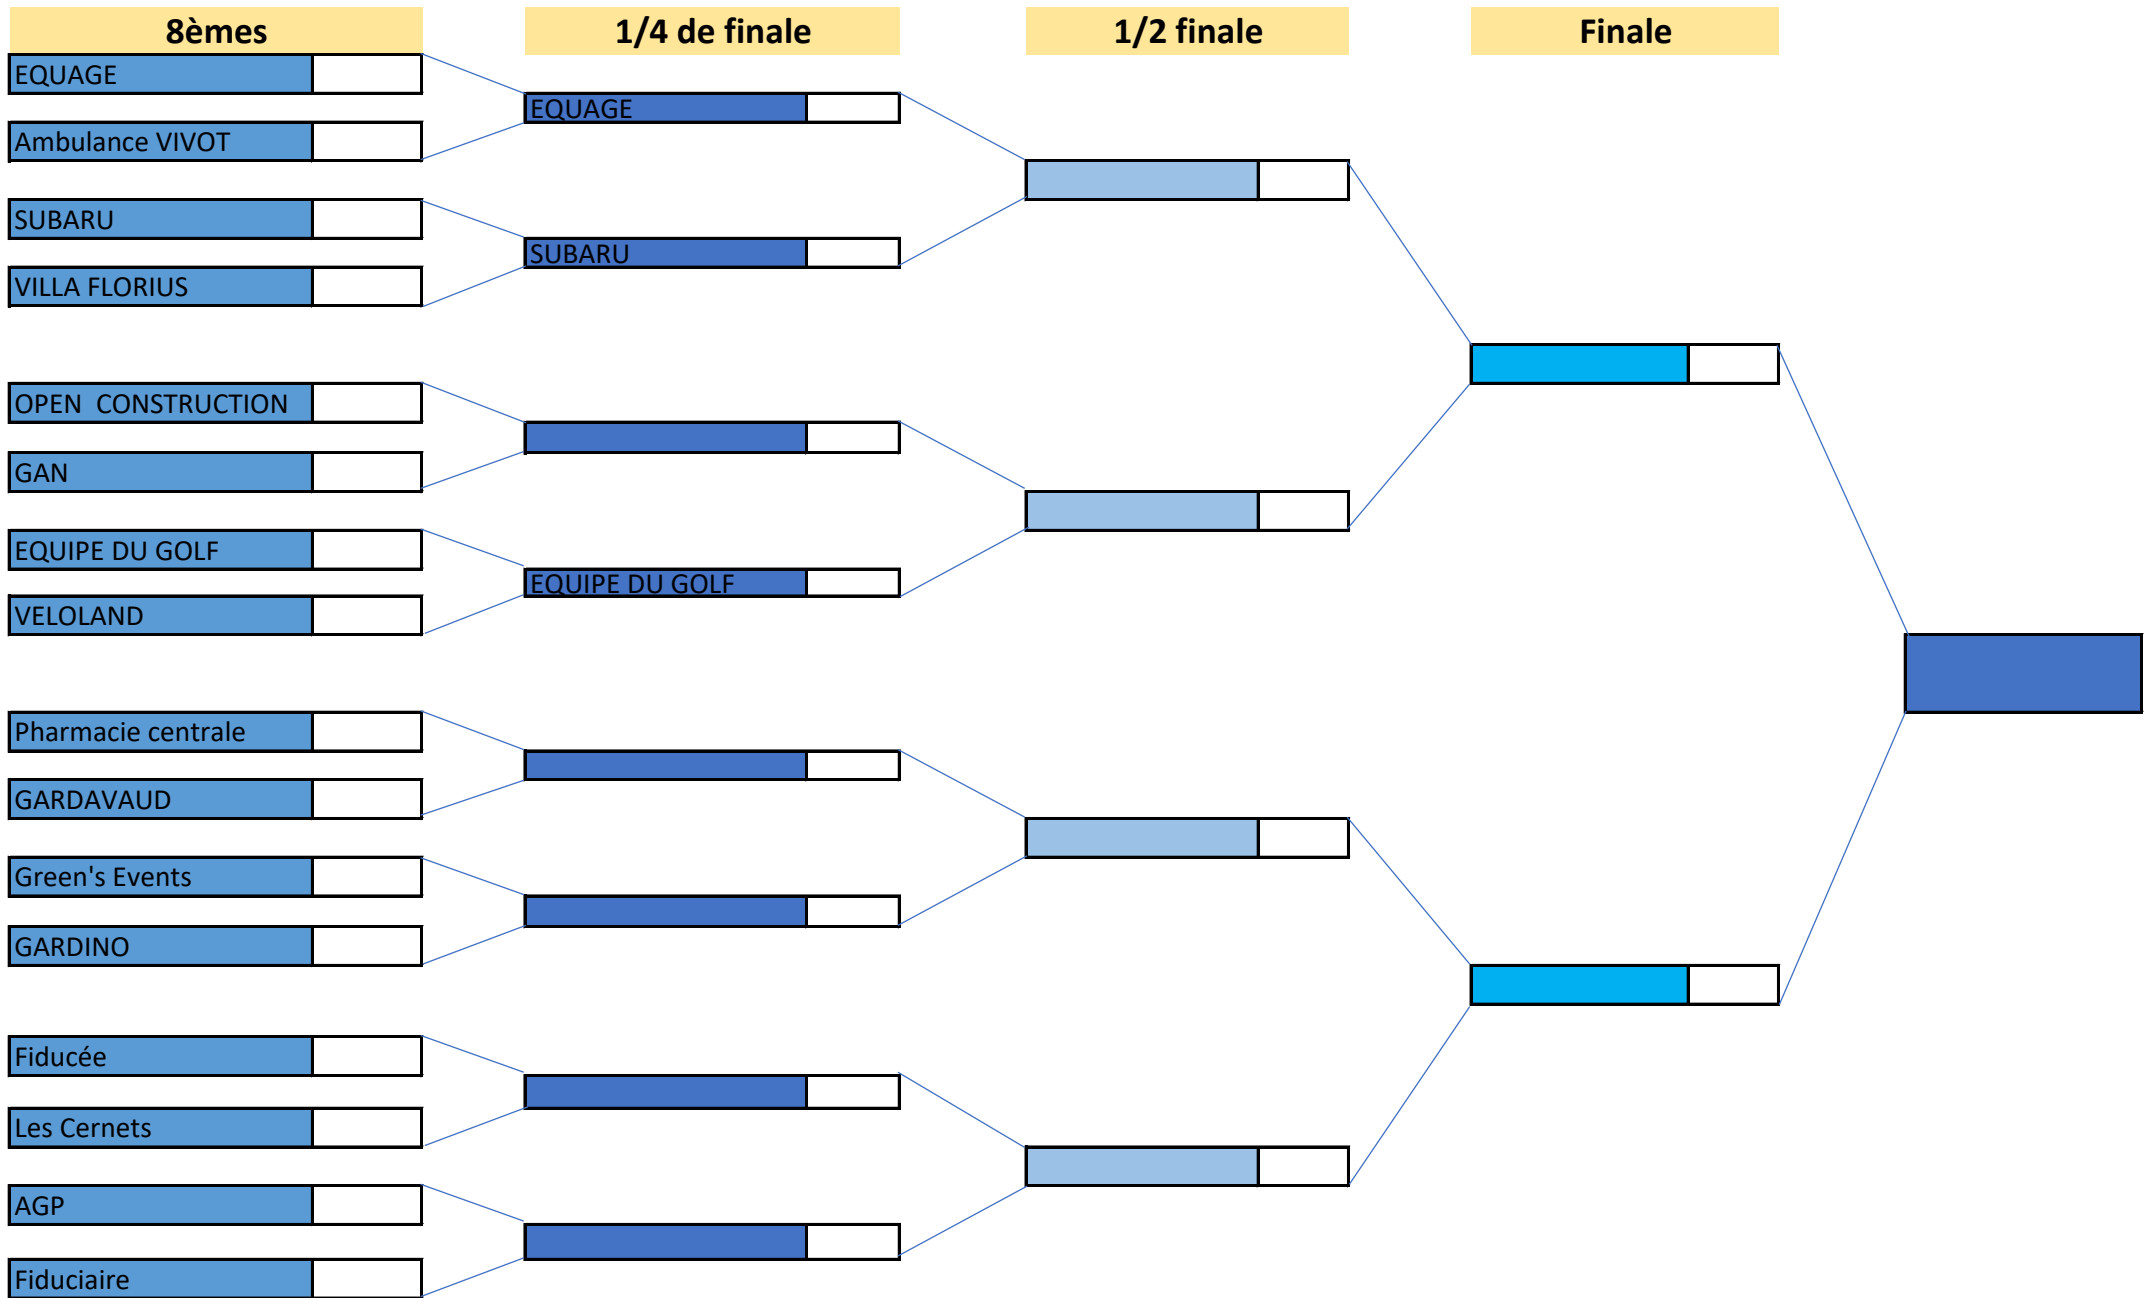 8èmes
1/4 de finale
1/2 finale
Finale
EQUAGE
Ambulance VIVOT
SUBARU
VILLA FLORIUS
OPEN  CONSTRUCTION
GAN
EQUIPE DU GOLF
VELOLAND
Pharmacie centrale
GARDAVAUD
Green's Events
GARDINO
Fiducée
Les Cernets
AGP
Fiduciaire
EQUAGE
SUBARU
EQUIPE DU GOLF